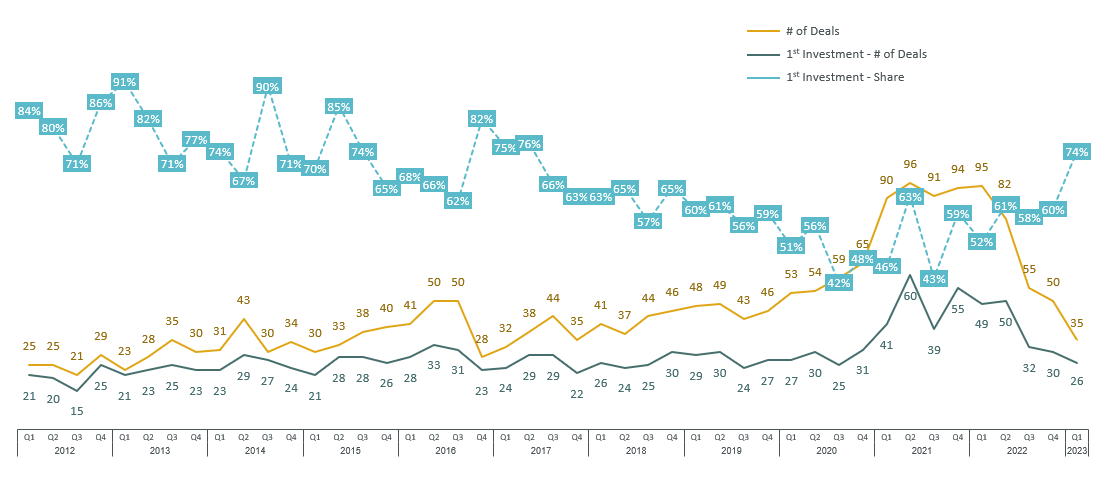 # of Deals
1st Investment - # of Deals
1st Investment - Share
84% 80% 71% 86% 91% 82% 71% 77% 74% 67% 90% 71% 70% 85% 74% 65% 68% 66% 62% 82% 75% 76% 66% 63% 63% 65% 57% 65% 60% 61% 56% 59% 51% 56% 42% 48% 46% 63% 43% 59% 52% 61% 58% 60% 74%
25 25 21 29 23 28 35 30 31 43 30 34 30 33 38 40 41 50 50 28 32 38 44 35 41 37 44 46 48 49 43 46 53 54 59 65 90 96 91 94 95 82 55 50 35
21 20 15 25 21 23 25 23 23 29 27 24 21 28 28 26 28 33 31 23 24 29 29 22 26 24 25 30 29 30 24 27 27 30 25 31 41 60 39 55 49 50 32 30 26
Q1 Q2 Q3 Q4 Q1 Q2 Q3 Q4 Q1 Q2 Q3 Q4 Q1 Q2 Q3 Q4 Q1 Q2 Q3 Q4 Q1 Q2 Q3 Q4 Q1 Q2 Q3 Q4 Q1 Q2 Q3 Q4 Q1 Q2 Q3 Q4 Q1 Q2 Q3 Q4 Q1 Q2 Q3 Q4 Q1
2012 2013 2014 2015 2016 2017 2018 2019 2020 2021 2022 2023